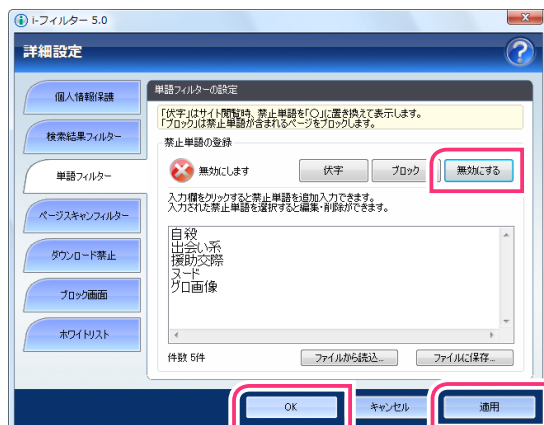 i-フィルター 5.0
詳細設定
個人情報保護
検索結果フィルター
単語フィルター
ページスキャンフィルター
ダウンロード禁止
ブロック画面
ホワイトリスト
単語フィルターの設定
「伏字」はサイト閲覧時、禁止単語を「○」に置き換えて表示します。
「ブロック」は禁止単語が含まれるページをブロックします。
禁止単語の登録
無効にします
伏字
ブロック
無効にする
入力欄をクリックすると禁止単語を追加入力できます。
入力された禁止単語を選択すると編集・削除ができます。
自殺
出会い系
援助交際
ヌード
グロ画像
件数 5件
ファイルから読込...
ファイルに保存...
OK
キャンセル
適用